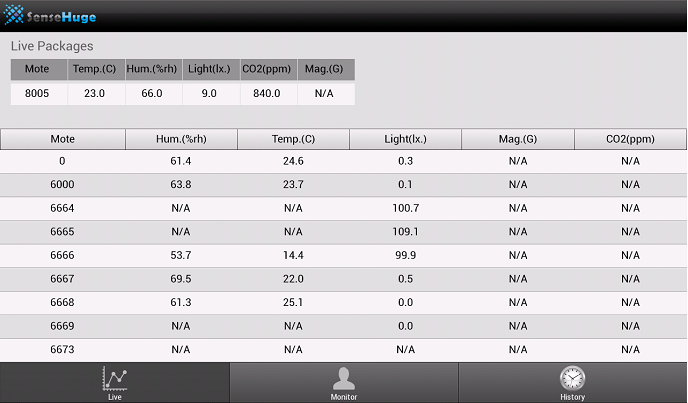 SenseHuge
Live Packages
Mote Temp.(C) Hum.(%rh) Light(lx.) CO2(ppm) Mag.(G)
8005 23.0 66.0 9.0 840.0 N/A
Mote Hum.(%rh) Temp.(C) Light(lx.) Mag.(G) CO2(ppm)
0 61.4 24.6 0.3 N/A N/A
6000 63.8 23.7 0.1 N/A N/A
6664 N/A N/A 100.7 N/A N/A
6665 N/A N/A 109.1 N/A N/A
6666 53.7 14.4 99.9 N/A N/A
6667 69.5 22.0 0.5 N/A N/A
6668 61.3 25.1 0.0 N/A N/A
6669 N/A N/A 0.0 N/A N/A
6673 N/A N/A N/A N/A N/A
Live Monitor History